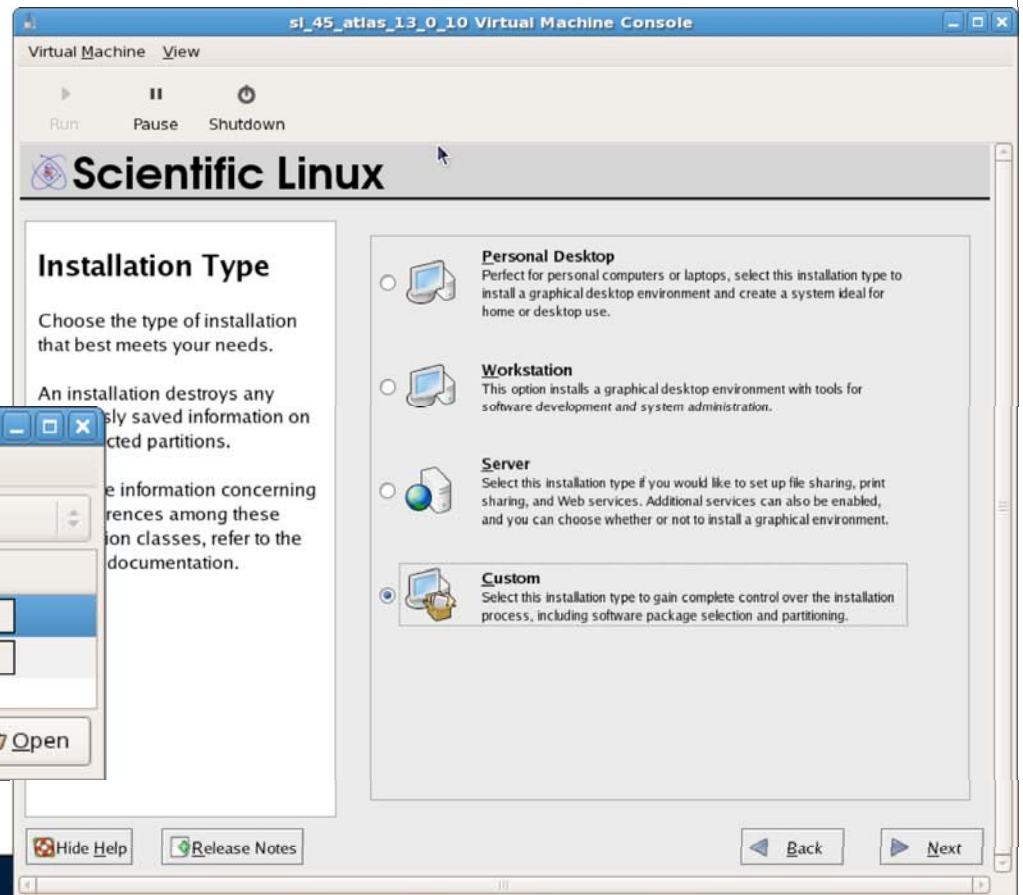 sl_45_atlas_13_0_10 Virtual Machine Console
Virtual Machine View
Run Pause Shutdown
Scientific Linux
Installation Type
Choose the type of installation
that best meets your needs.
An installation destroys any
sly saved information on
cted partitions.
e information concerning
rences among these
ion classes, refer to the
documentation.
Open
Personal Desktop
Perfect for personal computers or laptops, select this installation type to
install a graphical desktop environment and create a system ideal for
home or desktop use.
Workstation
This option installs a graphical desktop environment with tools for
software development and system administration.
Server
Select this installation type if you would like to set up file sharing, print
sharing, and Web services. Additional services can also be enabled,
and you can choose whether or not to install a graphical environment.
Custom
Select this installation type to gain complete control over the installation
process, including software package selection and partitioning.
Hide Help Release Notes Back Next